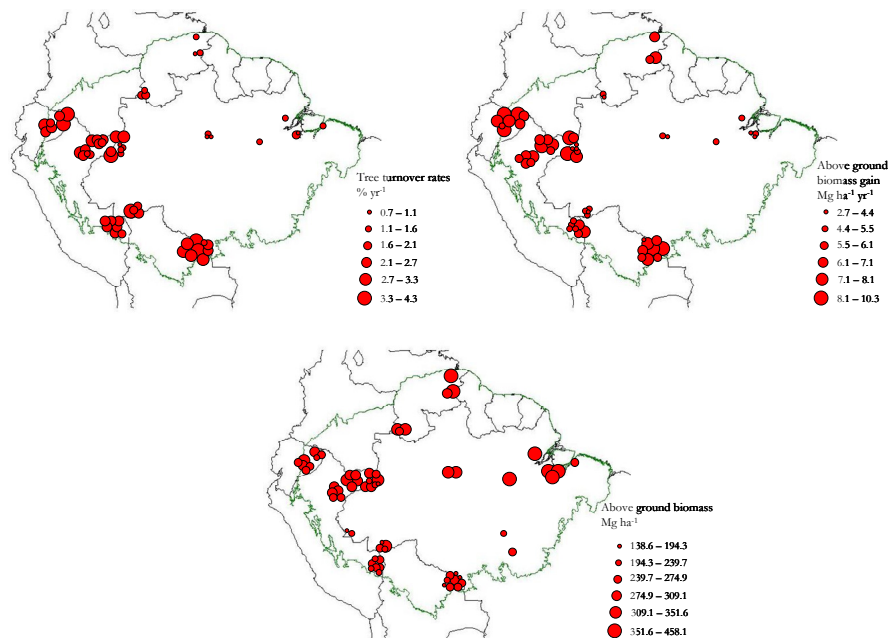 Tree turnover rates
% yr-1
0.7 – 1.1
1.1 – 1.6
1.6 – 2.1
2.1 – 2.7
2.7 – 3.3
3.3 – 4.3
Above ground
biomass gain
Mg ha-1 yr-1
2.7 – 4.4
4.4 – 5.5
5.5 – 6.1
6.1 – 7.1
7.1 – 8.1
8.1 – 10.3
Above ground biomass
Mg ha-1
138.6 – 194.3
194.3 – 239.7
239.7 – 274.9
274.9 – 309.1
309.1 – 351.6
351.6 – 458.1